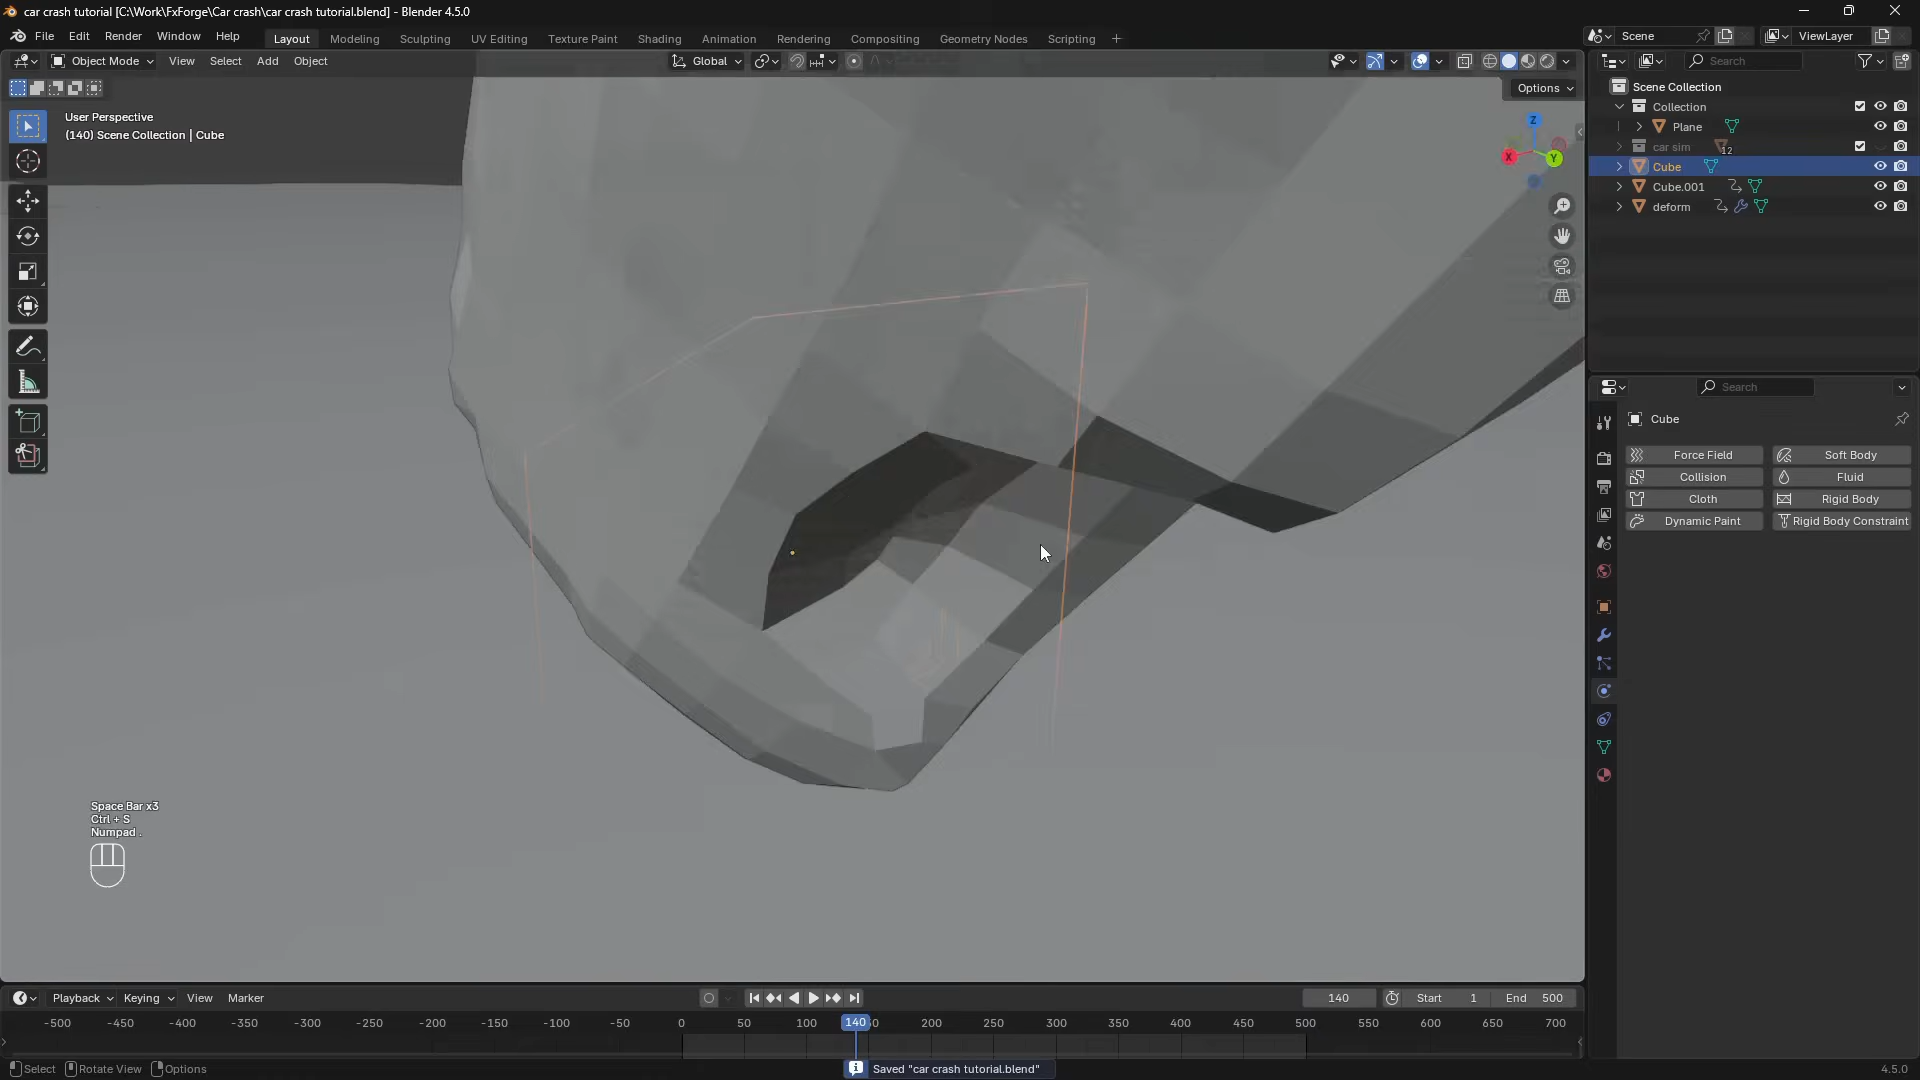 car crash tutorial [C:\Work\FxForge\Car crash\car crash tutorial.blend] - Blender 4.5.0
File Edit Render Window Help
Layout Modeling Sculpting UV Editing Texture Paint Shading Animation Rendering Compositing Geometry Nodes Scripting
Scene
ViewLayer
Object Mode View Select Add Object
Global
Search
Options
User Perspective
(140) Scene Collection | Cube
Z
X
Y
Scene Collection
Collection
Plane
car sim
12
Cube
Cube.001
deform
Search
Cube
Force Field Soft Body
Collision Fluid
Cloth Rigid Body
Dynamic Paint Rigid Body Constraint
Space Bar x3
Ctrl + S
Numpad .
Playback Keying View Marker
140 Start 1 End 500
-500 -450 -400 -350 -300 -250 -200 -150 -100 -50 0 50 100 140 200 250 300 350 400 450 500 550 600 650 700
Select Rotate View Options
Saved "car crash tutorial.blend"
4.5.0